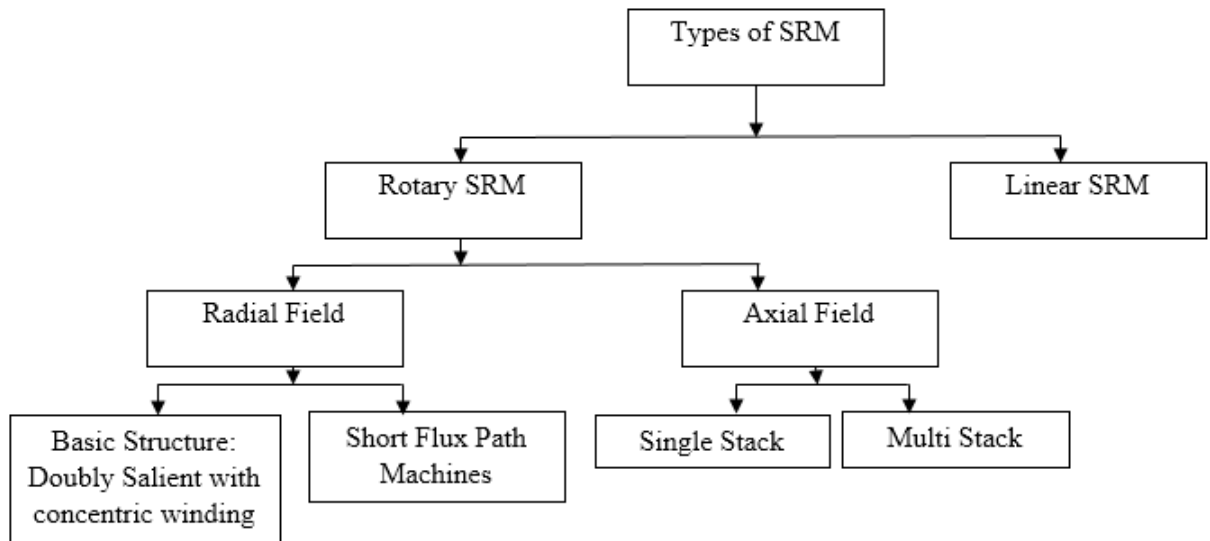 Types of SRM
Rotary SRM
Linear SRM
Radial Field
Axial Field
Basic Structure:
Doubly Salient with
concentric winding
Short Flux Path
Machines
Single Stack
Multi Stack